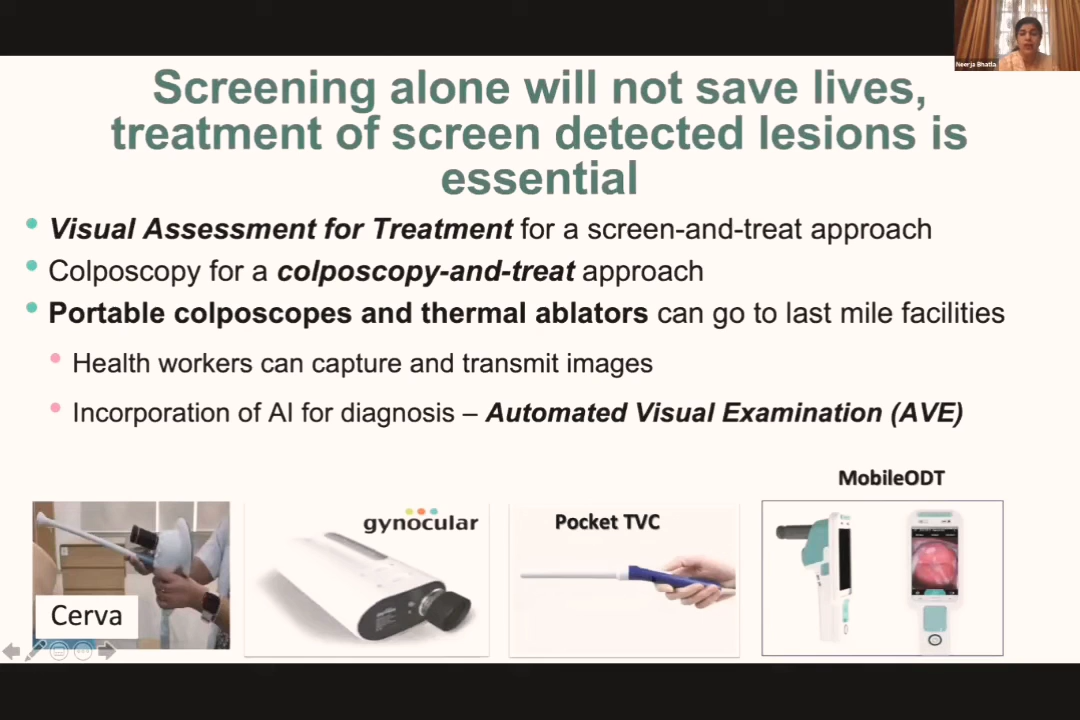 Neerja Bhatla
Screening alone will not save lives,
treatment of screen detected lesions is
essential
Visual Assessment for Treatment for a screen-and-treat approach
Colposcopy for a colposcopy-and-treat approach
Portable colposcopes and thermal ablators can go to last mile facilities
Health workers can capture and transmit images
Incorporation of AI for diagnosis – Automated Visual Examination (AVE)
MobileODT
gynocular
Pocket TVC
Cerva